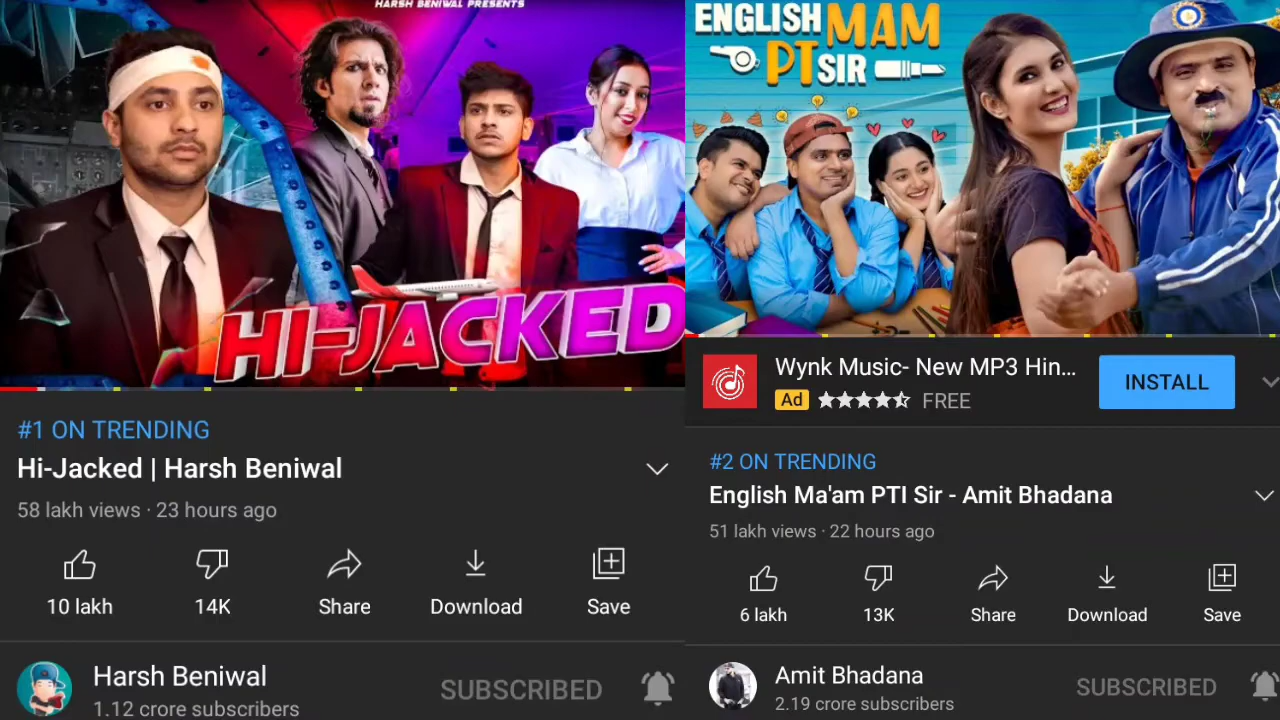 HARSH BENIWAL PRESENTS
HI-JACKED
#1 ON TRENDING
Hi-Jacked | Harsh Beniwal
58 lakh views · 23 hours ago
10 lakh
14K
Share
Download
Save
Harsh Beniwal
1.12 crore subscribers
SUBSCRIBED
ENGLISH MAM
PT SIR
Wynk Music- New MP3 Hin...
Ad
FREE
INSTALL
#2 ON TRENDING
English Ma'am PTI Sir - Amit Bhadana
51 lakh views · 22 hours ago
6 lakh
13K
Share
Download
Save
Amit Bhadana
2.19 crore subscribers
SUBSCRIBED